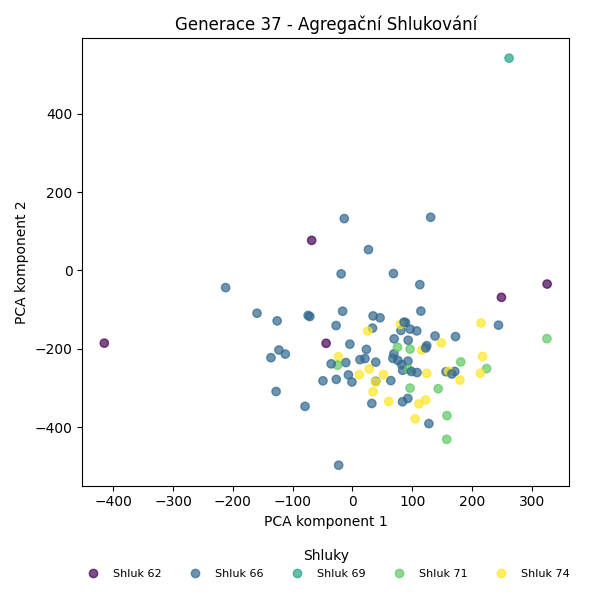 Generace 37 - Agregační Shlukování
PCA komponent 2
400
200
0
−200
−400
−400 −300 −200 −100 0 100 200 300
PCA komponent 1
Shluky
Shluk 62 Shluk 66 Shluk 69 Shluk 71 Shluk 74